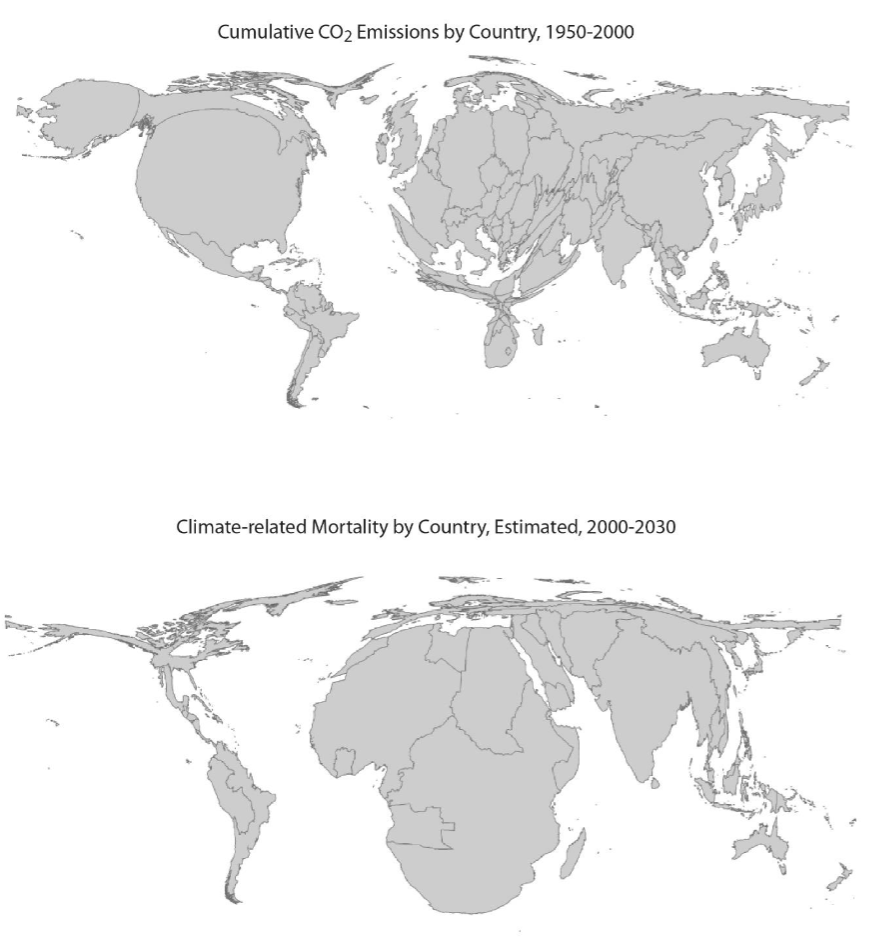 Cumulative CO2 Emissions by Country, 1950-2000
Climate-related Mortality by Country, Estimated, 2000-2030